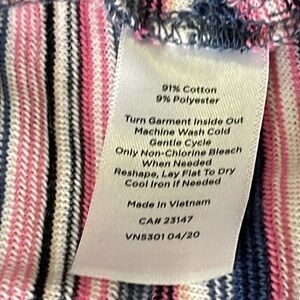 91% Cotton
9% Polyester
Turn Garment Inside Out
Machine Wash Cold
Gentle Cycle
Only Non-Chlorine Bleach
When Needed
Reshape, Lay Flat To Dry
Cool Iron If Needed
Made In Vietnam
CA# 23147
VN5301 04/20